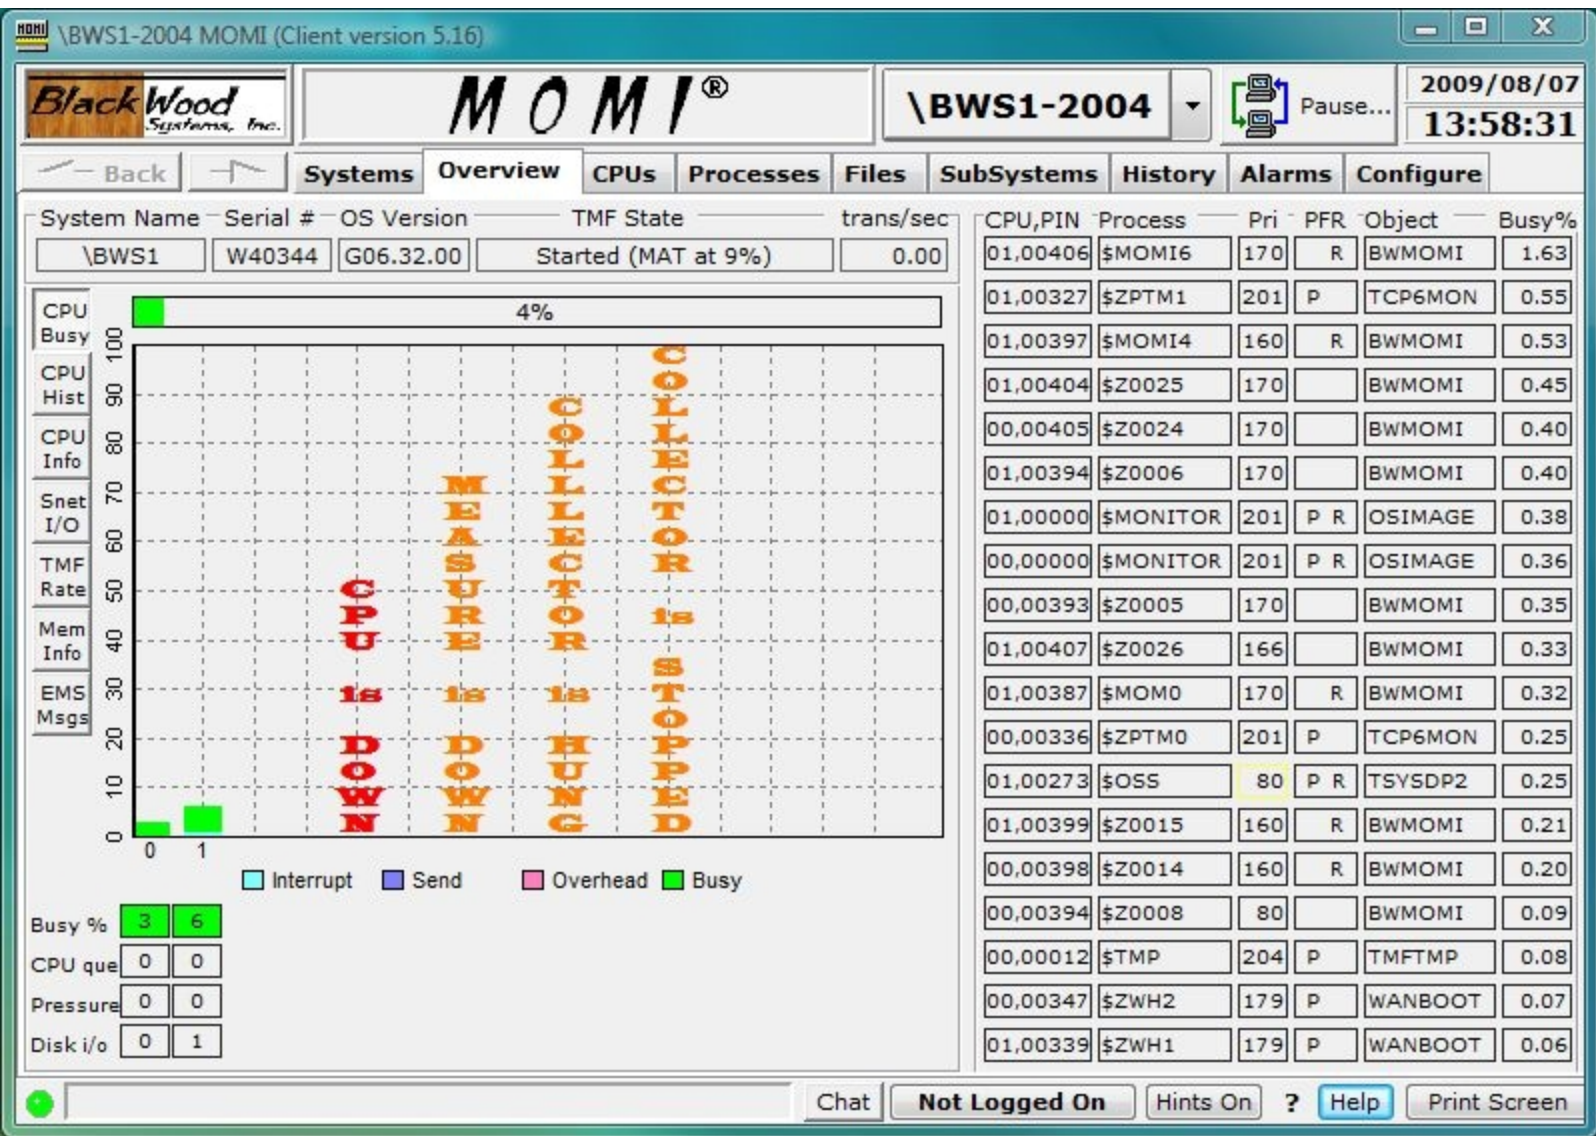 MOMI \BWS1-2004 MOMI (Client version 5.16)
BlackWood Systems, Inc.
MOMI®
\BWS1-2004
Pause...
2009/08/07
13:58:31
Back Systems Overview CPUs Processes Files SubSystems History Alarms Configure
System Name Serial # OS Version TMF State trans/sec
\BWS1 W40344 G06.32.00 Started (MAT at 9%) 0.00
CPU Busy
CPU Hist
CPU Info
Snet I/O
TMF Rate
Mem Info
EMS Msgs
4%
100
90
80
70
60
50
40
30
20
10
0
CPU is DOWN
MEASURE is DOWN
COLLECTOR is HUNG
COLLECTOR is STOPPED
0 1
Interrupt Send Overhead Busy
Busy % 3 6
CPU que 0 0
Pressure 0 0
Disk i/o 0 1
CPU,PIN Process Pri PFR Object Busy%
01,00406 $MOMI6 170 R BWMOMI 1.63
01,00327 $ZPTM1 201 P TCP6MON 0.55
01,00397 $MOMI4 160 R BWMOMI 0.53
01,00404 $Z0025 170 BWMOMI 0.45
00,00405 $Z0024 170 BWMOMI 0.40
01,00394 $Z0006 170 BWMOMI 0.40
01,00000 $MONITOR 201 P R OSIMAGE 0.38
00,00000 $MONITOR 201 P R OSIMAGE 0.36
00,00393 $Z0005 170 BWMOMI 0.35
01,00407 $Z0026 166 BWMOMI 0.33
01,00387 $MOM0 170 R BWMOMI 0.32
00,00336 $ZPTM0 201 P TCP6MON 0.25
01,00273 $OSS 80 P R TSYSDP2 0.25
01,00399 $Z0015 160 R BWMOMI 0.21
00,00398 $Z0014 160 R BWMOMI 0.20
00,00394 $Z0008 80 BWMOMI 0.09
00,00012 $TMP 204 P TMFTMP 0.08
00,00347 $ZWH2 179 P WANBOOT 0.07
01,00339 $ZWH1 179 P WANBOOT 0.06
Chat Not Logged On Hints On ? Help Print Screen